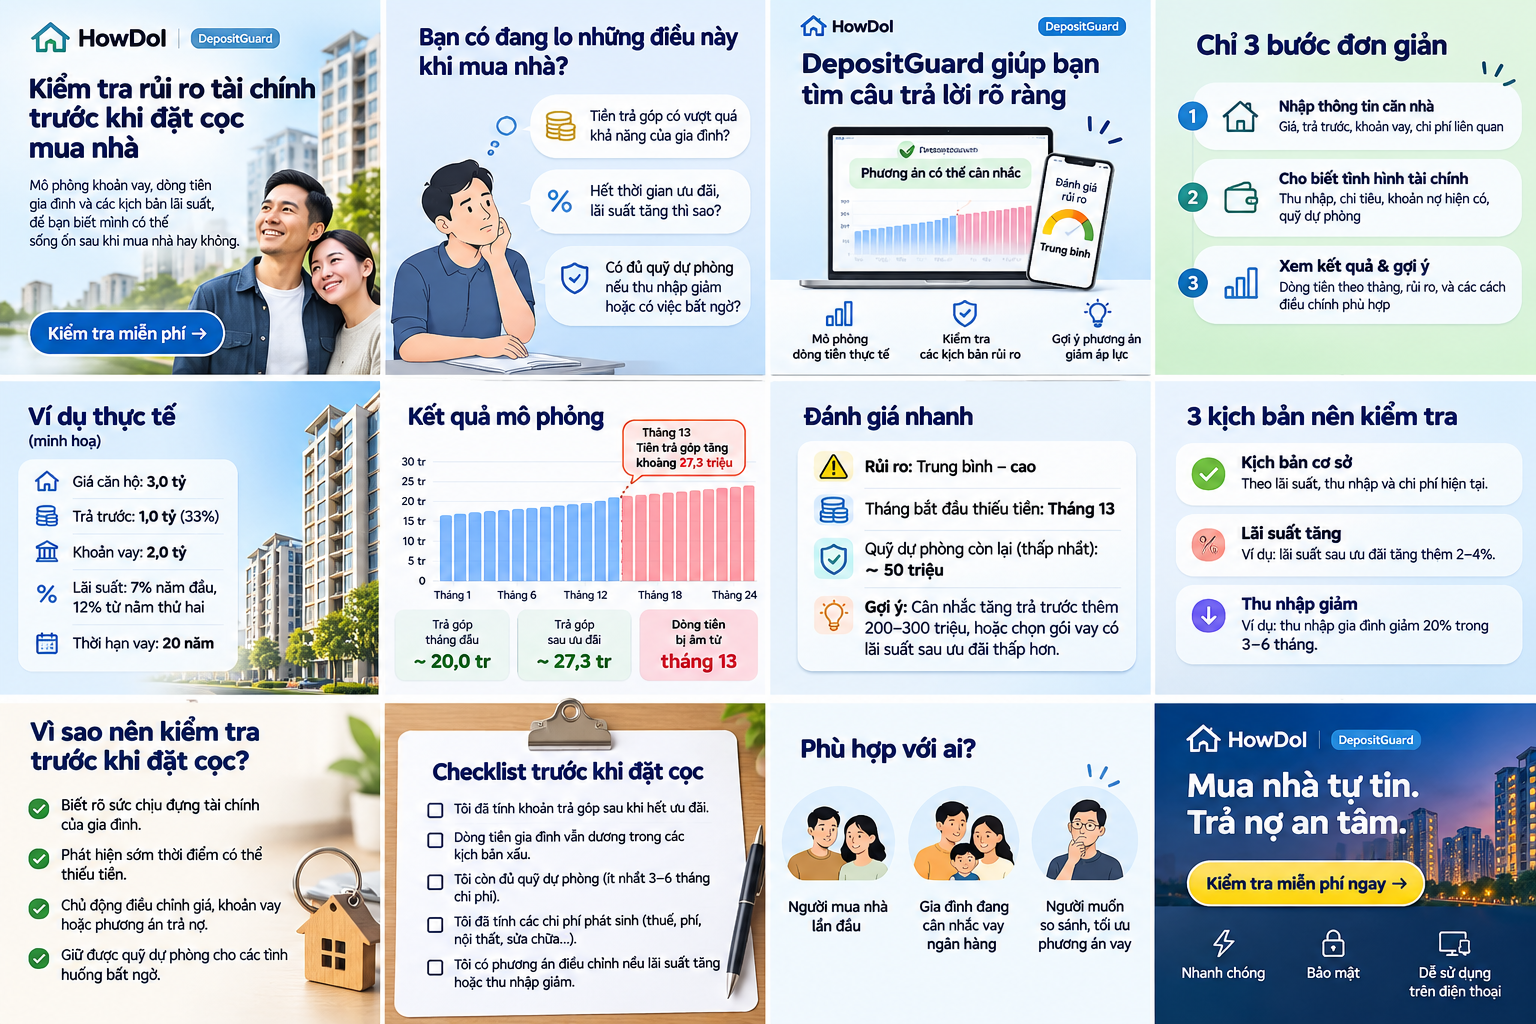 HowDol
DepositGuard
Kiểm tra rủi ro tài chính
trước khi đặt cọc
mua nhà
Mô phỏng khoản vay, dòng tiền
gia đình và các kịch bản lãi suất,
để bạn biết mình có thể
sống ổn sau khi mua nhà hay không.
Kiểm tra miễn phí →
Bạn có đang lo những điều này
khi mua nhà?
Tiền trả góp có vượt quá
khả năng của gia đình?
Hết thời gian ưu đãi,
lãi suất tăng thì sao?
Có đủ quỹ dự phòng
nếu thu nhập giảm
hoặc có việc bất ngờ?
HowDol
DepositGuard
DepositGuard giúp bạn
tìm câu trả lời rõ ràng
Phương án có thể cân nhắc
Đánh giá
rủi ro
Trung bình
Mô phỏng
dòng tiền thực tế
Kiểm tra
các kịch bản rủi ro
Gợi ý phương án
giảm áp lực
Chỉ 3 bước đơn giản
1
Nhập thông tin căn nhà
Giá, trả trước, khoản vay, chi phí liên quan
2
Cho biết tình hình tài chính
Thu nhập, chi tiêu, khoản nợ hiện có,
quỹ dự phòng
3
Xem kết quả & gợi ý
Dòng tiền theo tháng, rủi ro, và các cách
điều chỉnh phù hợp
Ví dụ thực tế
(minh hoạ)
Giá căn hộ: 3,0 tỷ
Trả trước: 1,0 tỷ (33%)
Khoản vay: 2,0 tỷ
Lãi suất: 7% năm đầu,
12% từ năm thứ hai
Thời hạn vay: 20 năm
Kết quả mô phỏng
Tháng 13
Tiền trả góp tăng
khoảng 27,3 triệu
30 tr
25 tr
20 tr
15 tr
10 tr
5 tr
0
Tháng 1
Tháng 6
Tháng 12
Tháng 18
Tháng 24
Trả góp
tháng đầu
~ 20,0 tr
Trả góp
sau ưu đãi
~ 27,3 tr
Dòng tiền
bị âm từ
tháng 13
Đánh giá nhanh
Rủi ro: Trung bình – cao
Tháng bắt đầu thiếu tiền: Tháng 13
Quỹ dự phòng còn lại (thấp nhất):
~ 50 triệu
Gợi ý: Cân nhắc tăng trả trước thêm
200–300 triệu, hoặc chọn gói vay có
lãi suất sau ưu đãi thấp hơn.
3 kịch bản nên kiểm tra
Kịch bản cơ sở
Theo lãi suất, thu nhập và chi phí hiện tại.
Lãi suất tăng
Ví dụ: lãi suất sau ưu đãi tăng thêm 2–4%.
Thu nhập giảm
Ví dụ: thu nhập gia đình giảm 20% trong
3–6 tháng.
Vì sao nên kiểm tra
trước khi đặt cọc?
Biết rõ sức chịu đựng tài chính
của gia đình.
Phát hiện sớm thời điểm có thể
thiếu tiền.
Chủ động điều chỉnh giá, khoản vay
hoặc phương án trả nợ.
Giữ được quỹ dự phòng cho các tình
huống bất ngờ.
Checklist trước khi đặt cọc
Tôi đã tính khoản trả góp sau khi hết ưu đãi.
Dòng tiền gia đình vẫn dương trong các
kịch bản xấu.
Tôi còn đủ quỹ dự phòng (ít nhất 3–6 tháng
chi phí).
Tôi đã tính các chi phí phát sinh (thuế, phí,
nội thất, sửa chữa...).
Tôi có phương án điều chỉnh nếu lãi suất tăng
hoặc thu nhập giảm.
Phù hợp với ai?
Người mua nhà
lần đầu
Gia đình đang
cân nhắc vay
ngân hàng
Người muốn
so sánh, tối ưu
phương án vay
HowDol
DepositGuard
Mua nhà tự tin.
Trả nợ an tâm.
Kiểm tra miễn phí ngay →
Nhanh chóng
Bảo mật
Dễ sử dụng
trên điện thoại